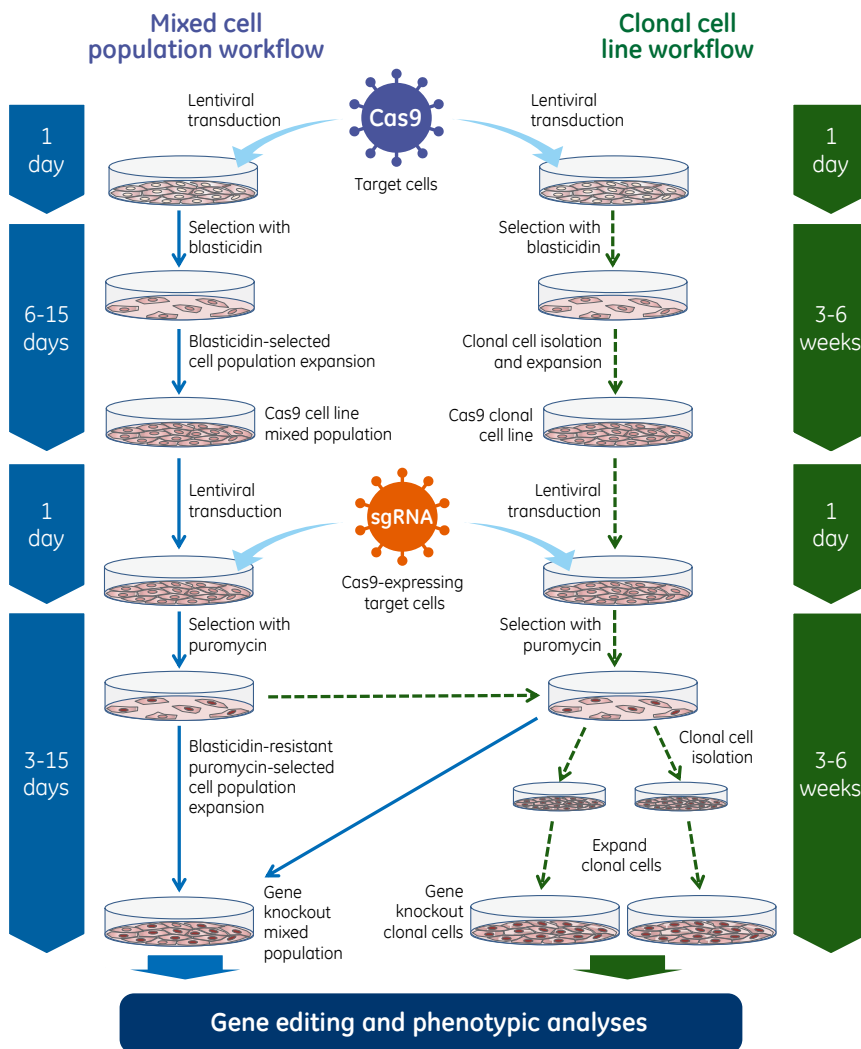 Mixed cell
population workflow
Clonal cell
line workflow
Lentiviral
transduction
Cas9
Lentiviral
transduction
1
day
Target cells
1
day
Selection with
blasticidin
Selection with
blasticidin
6-15
days
Blasticidin-selected
cell population expansion
Clonal cell isolation
and expansion
3-6
weeks
Cas9 cell line
mixed population
Cas9 clonal
cell line
1
day
Lentiviral
transduction
sgRNA
Lentiviral
transduction
1
day
Cas9-expressing
target cells
Selection with
puromycin
Selection with
puromycin
3-15
days
Blasticidin-resistant
puromycin-selected
cell population
expansion
Clonal cell
isolation
3-6
weeks
Expand
clonal cells
Gene
knockout
mixed
population
Gene
knockout
clonal cells
Gene editing and phenotypic analyses